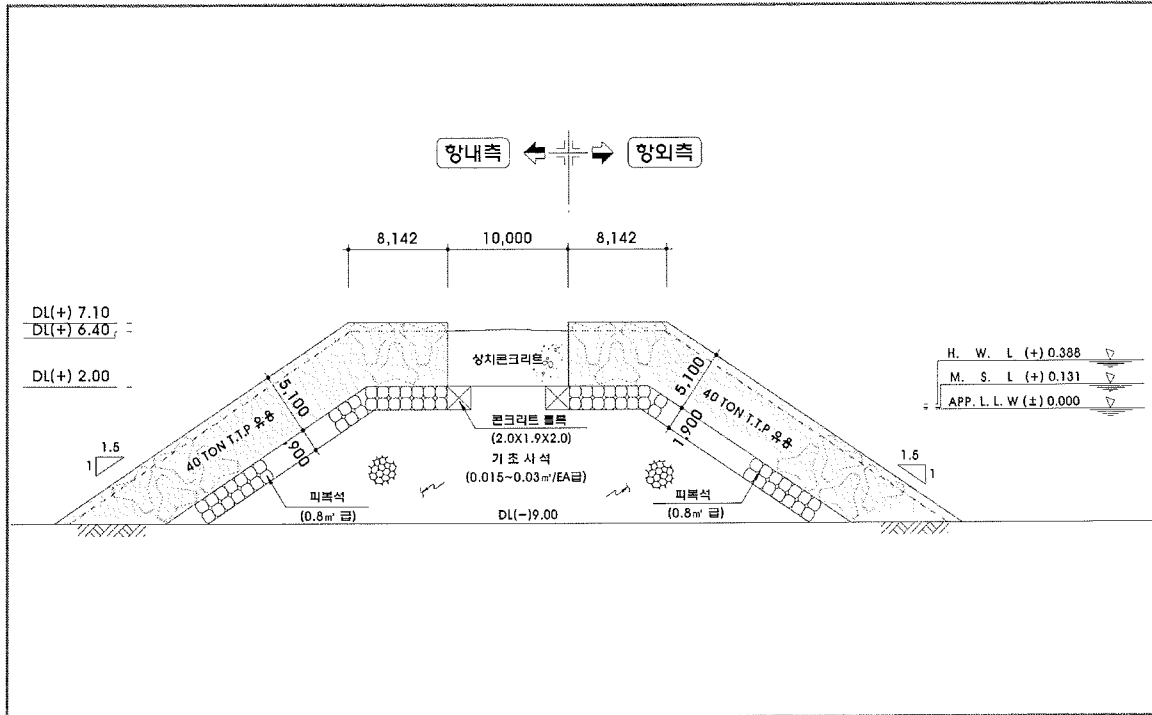 항내측 항외측
8,142 10,000 8,142
DL(+) 7.10
DL(+) 6.40
DL(+) 2.00
H. W. L (+) 0.388
M. S. L (+) 0.131
APP. L. L. W (±) 0.000
상치콘크리트
5,100
5,100
40 TON T.T.P 유용
40 TON T.T.P 유용
콘크리트 블록
(2.0X1.9X2.0)
.900
1,900
기초사석
(0.015~0.03㎥/EA급)
1.5
1
1.5
1
피복석
(0.8㎥ 급)
피복석
(0.8㎥ 급)
DL(-)9.00